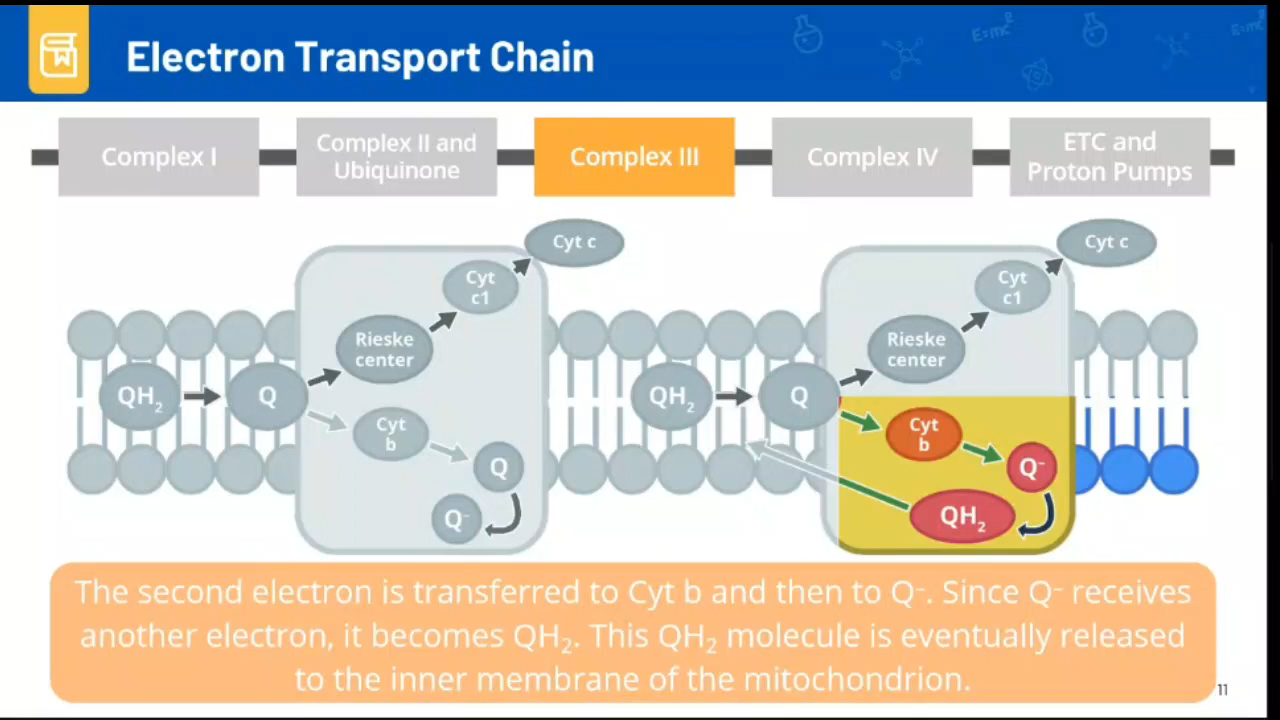 Electron Transport Chain
E=mc²
Complex I
Complex II and
Ubiquinone
Complex III
Complex IV
ETC and
Proton Pumps
Cyt c
Cyt
c1
Rieske
center
QH₂
Q
Cyt
b
Q
Q⁻
Cyt c
Cyt
c1
Rieske
center
QH₂
Q
Cyt
b
Q⁻
QH₂
The second electron is transferred to Cyt b and then to Q⁻. Since Q⁻ receives
another electron, it becomes QH₂. This QH₂ molecule is eventually released
to the inner membrane of the mitochondrion.
11